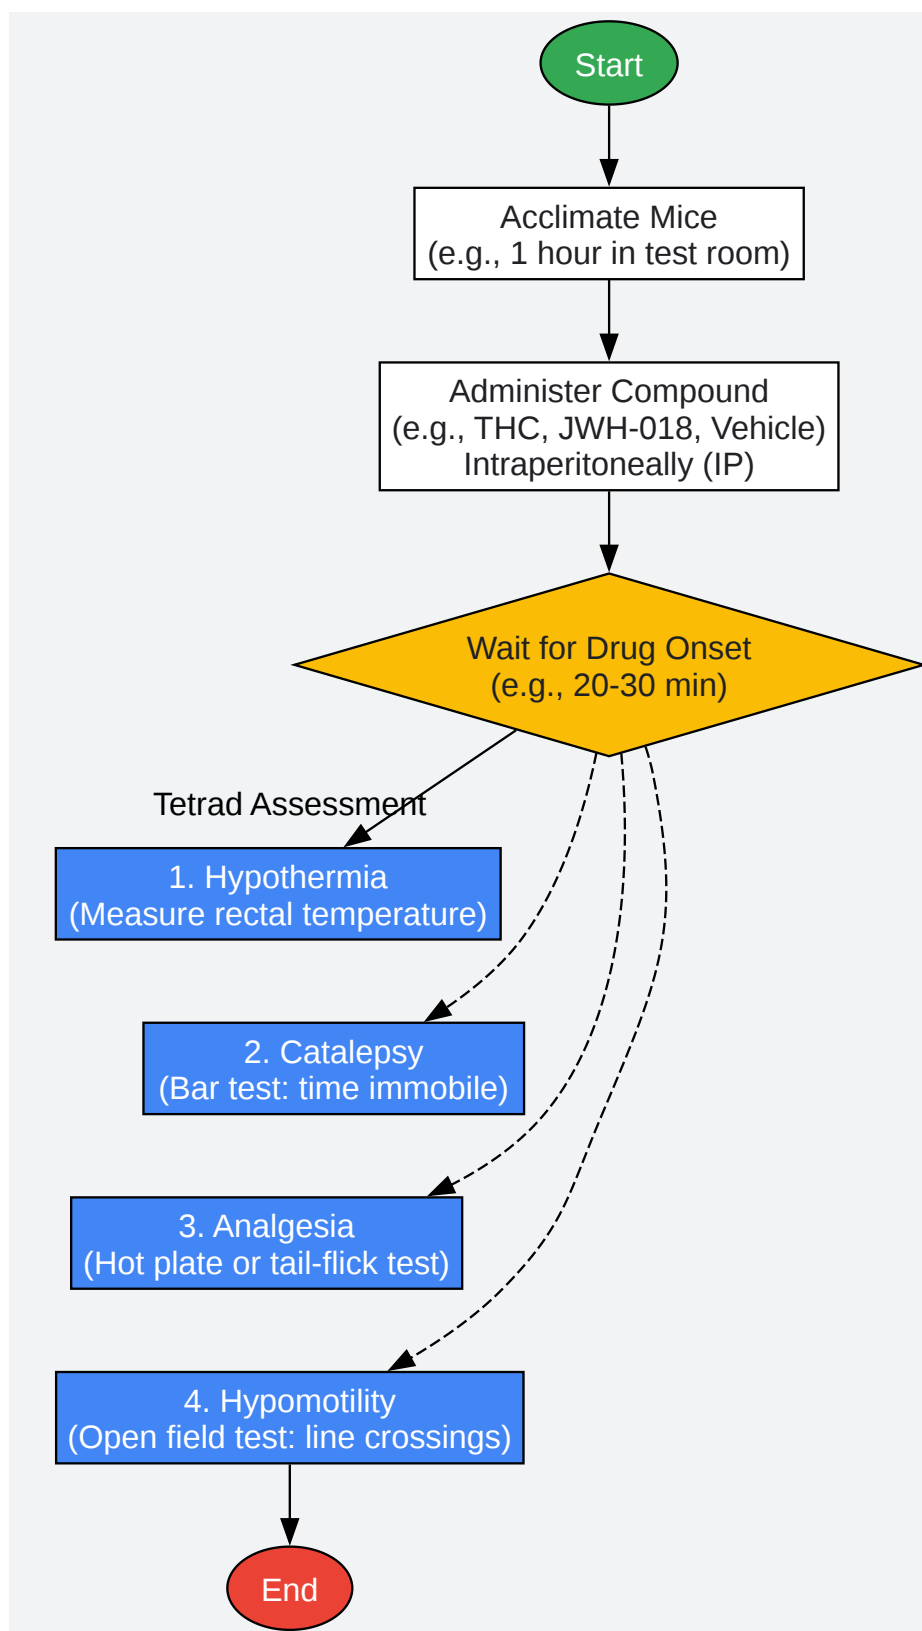 Start
Acclimate Mice
(e.g., 1 hour in test room)
Administer Compound
(e.g., THC, JWH-018, Vehicle)
Intraperitoneally (IP)
Wait for Drug Onset
(e.g., 20-30 min)
Tetrad Assessment
1. Hypothermia
(Measure rectal temperature)
2. Catalepsy
(Bar test: time immobile)
3. Analgesia
(Hot plate or tail-flick test)
4. Hypomotility
(Open field test: line crossings)
End